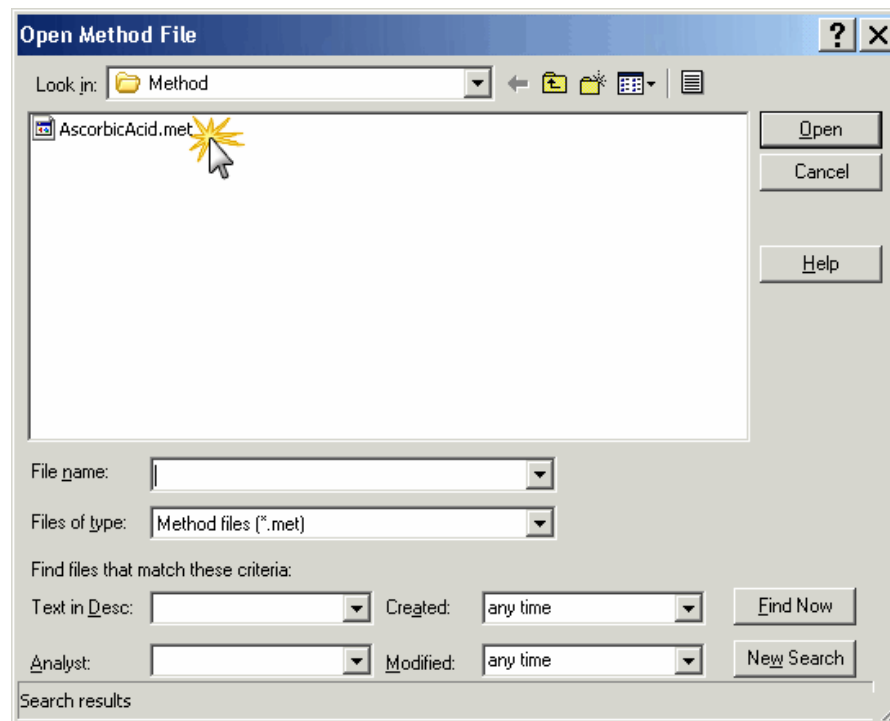 Open Method File
Look in: Method
AscorbicAcid.met
Open
Cancel
Help
File name:
Files of type: Method files (*.met)
Find files that match these criteria:
Text in Desc: Created: any time Find Now
Analyst: Modified: any time New Search
Search results